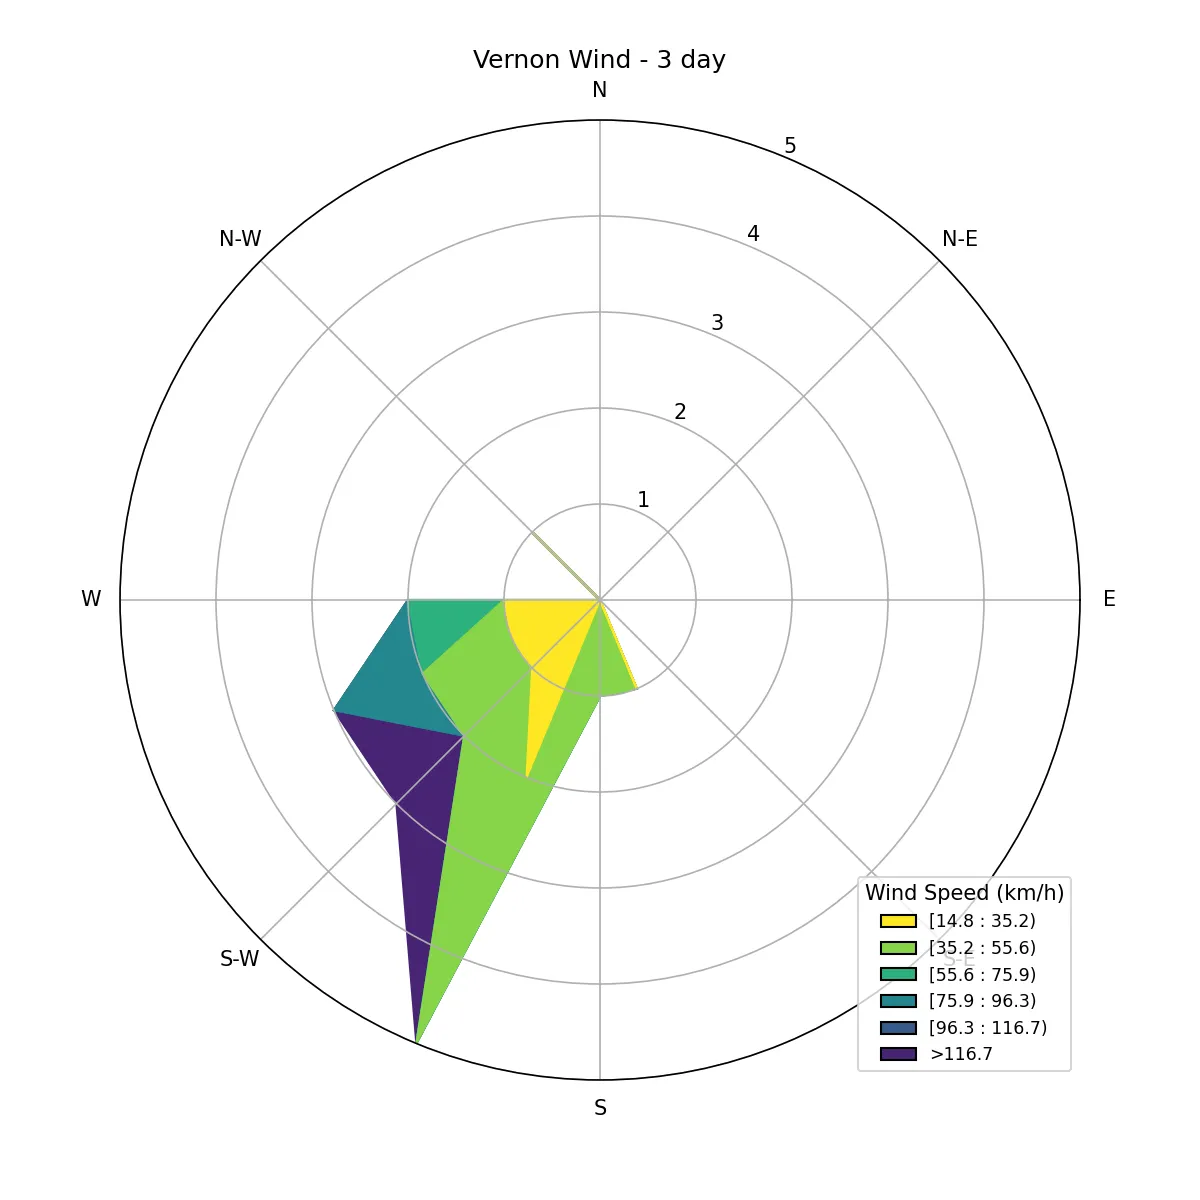 Vernon Wind - 3 day
N
5
N-W
4
N-E
3
2
1
W
E
S-W
S-E
S
Wind Speed (km/h)
[14.8 : 35.2)
[35.2 : 55.6)
[55.6 : 75.9)
[75.9 : 96.3)
[96.3 : 116.7)
>116.7